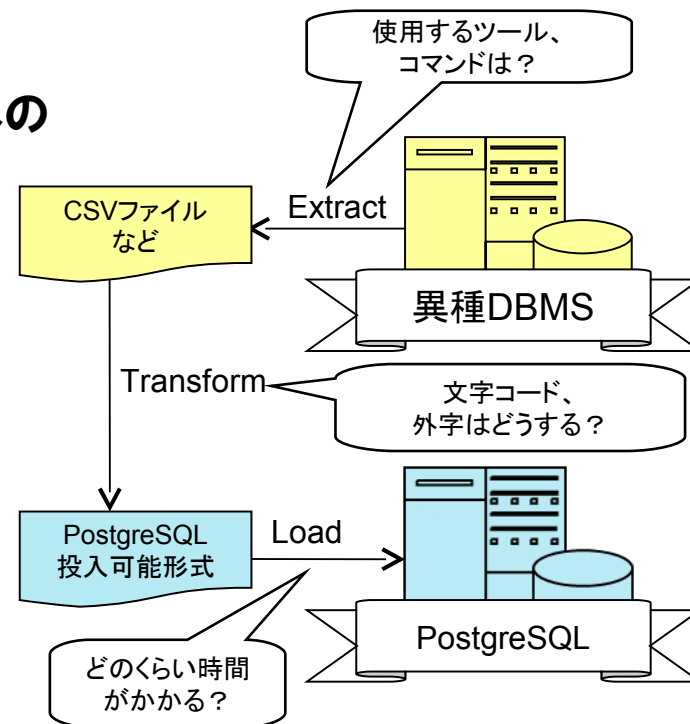 使用するツール、
コマンドは？
の
CSVファイル
など
Extract
異種DBMS
Transform
文字コード、
外字はどうする？
PostgreSQL
投入可能形式
Load
PostgreSQL
どのくらい時間
がかかる？